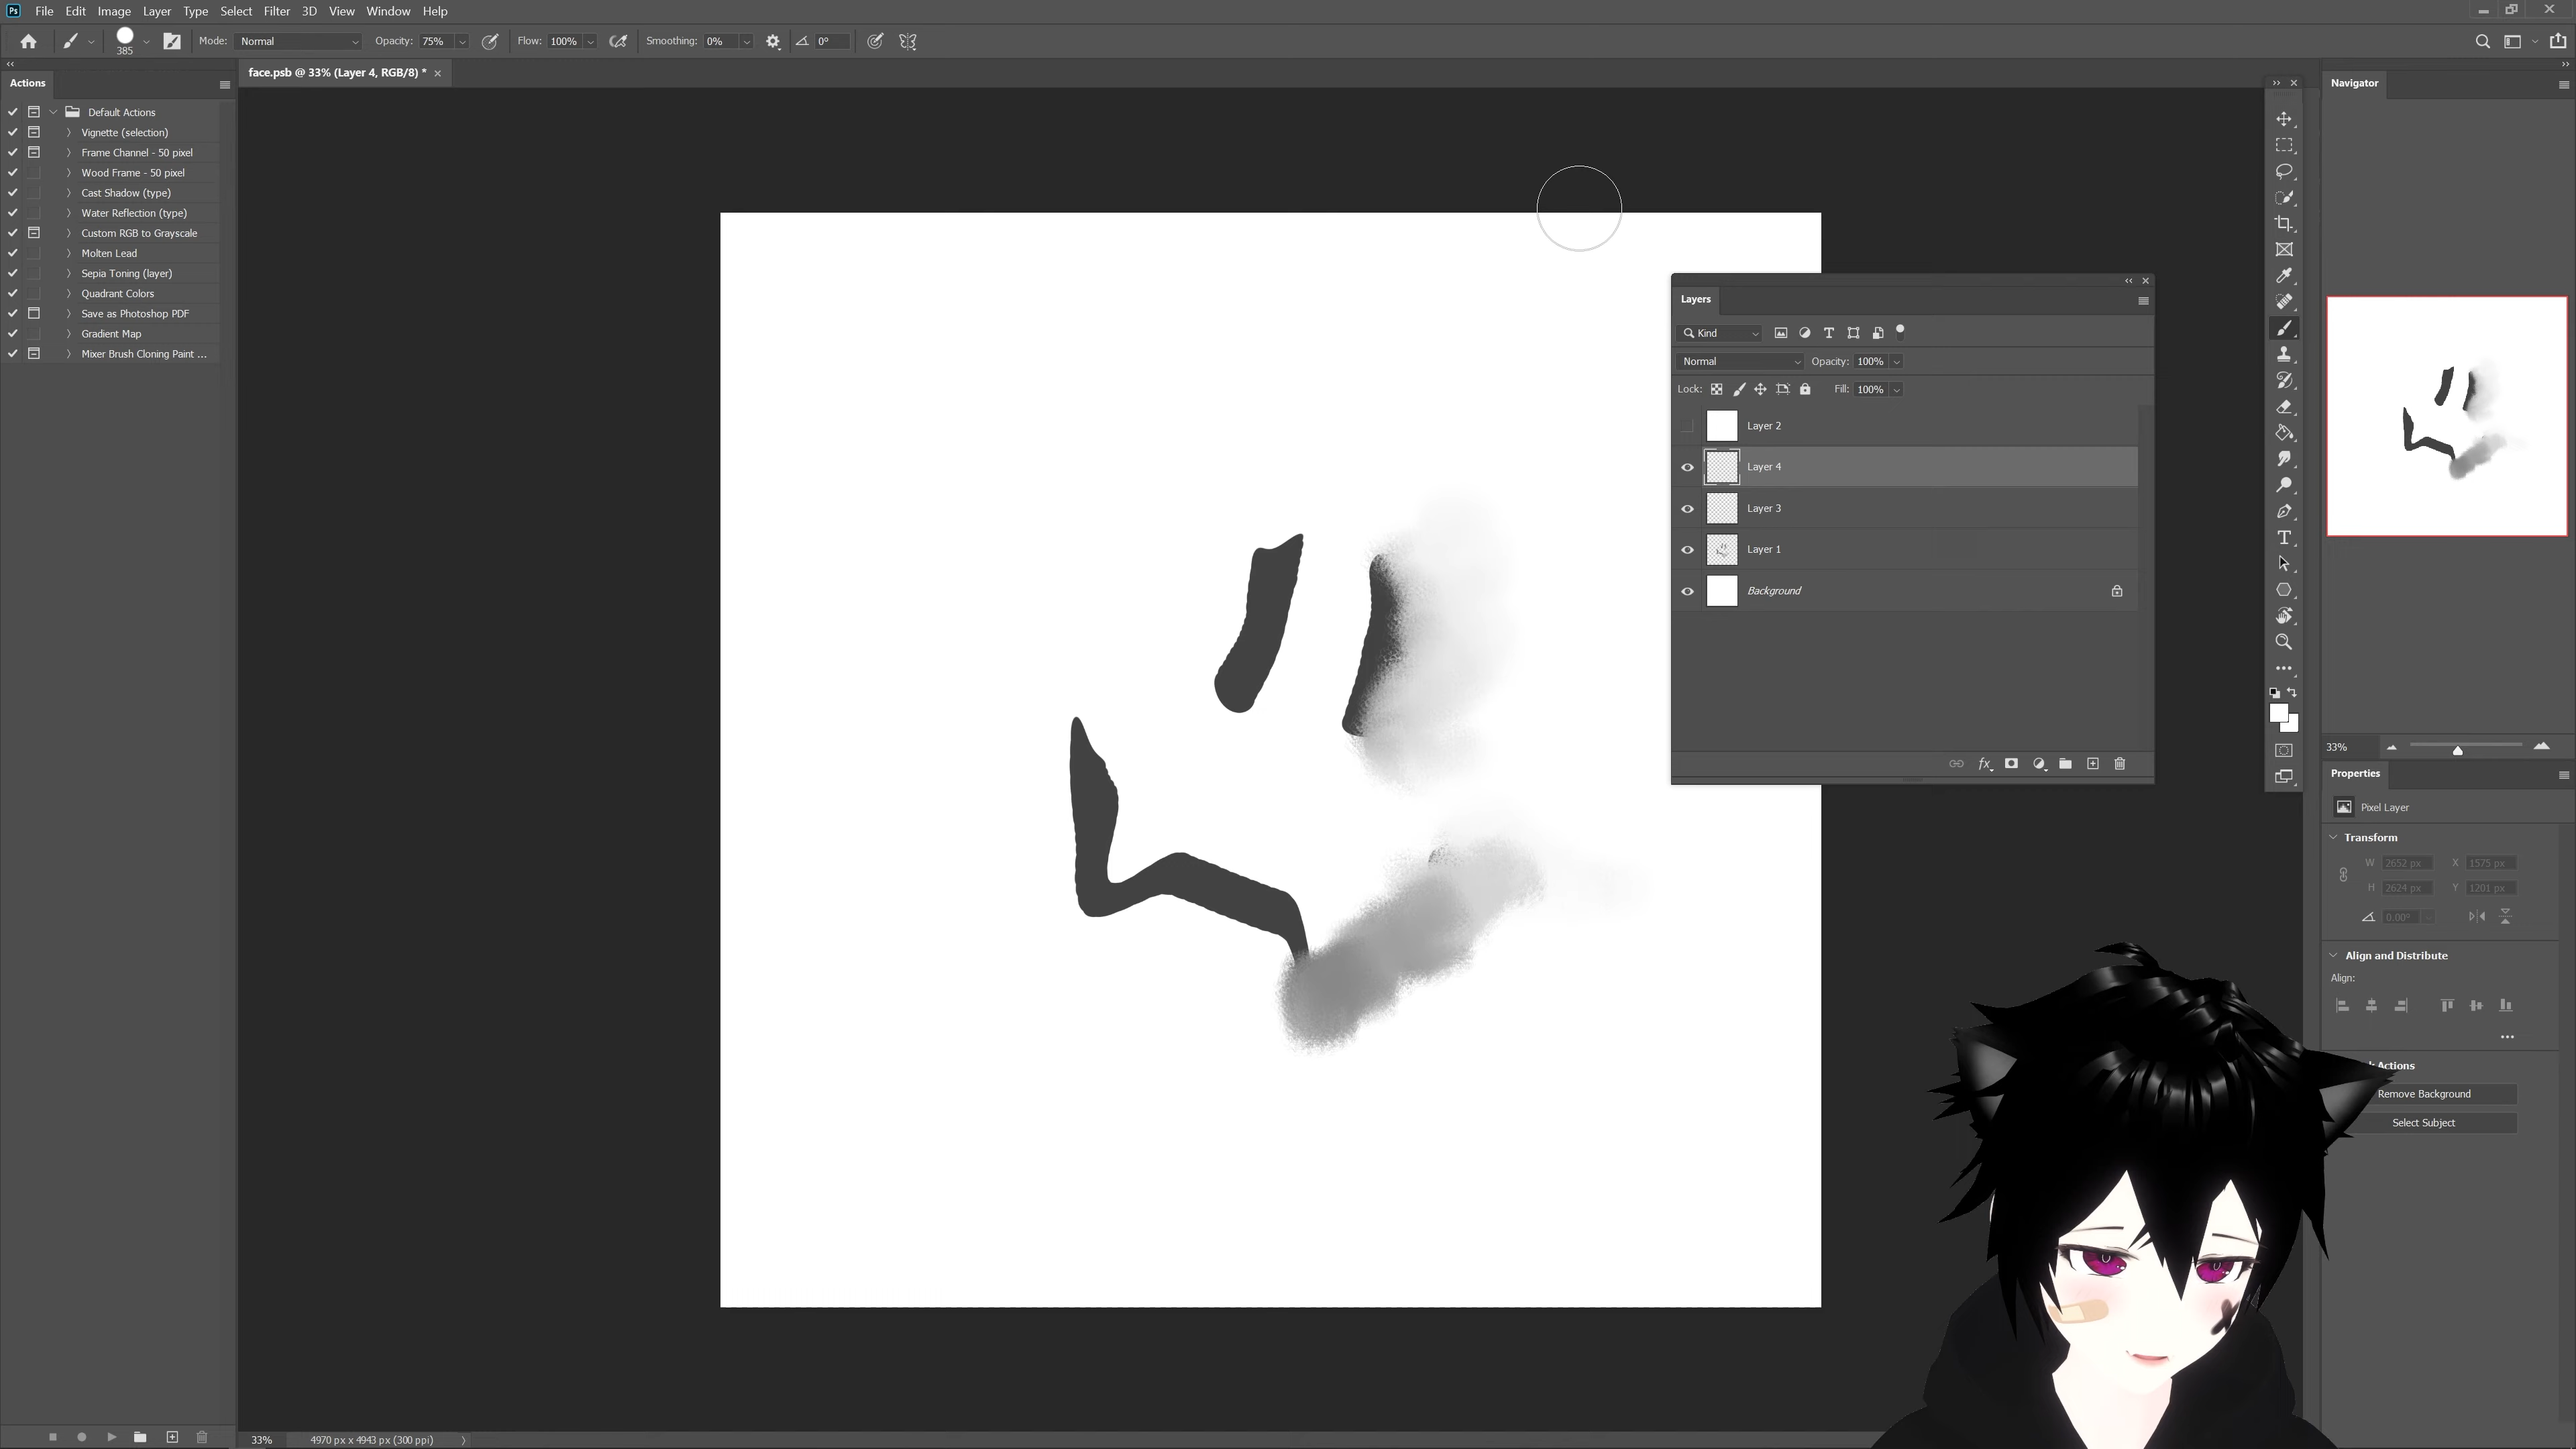 Ps File Edit Image Layer Type Select Filter 3D View Window Help
385 Mode: Normal Opacity: 75% Flow: 100% Smoothing: 0% 0°
face.psb @ 33% (Layer 4, RGB/8) *
Actions
Default Actions
Vignette (selection)
Frame Channel - 50 pixel
Wood Frame - 50 pixel
Cast Shadow (type)
Water Reflection (type)
Custom RGB to Grayscale
Molten Lead
Sepia Toning (layer)
Quadrant Colors
Save as Photoshop PDF
Gradient Map
Mixer Brush Cloning Paint ...
Layers
Kind
Normal Opacity: 100%
Lock: Fill: 100%
Layer 2
Layer 4
Layer 3
Layer 1
Background
fx
Navigator
33%
Properties
Pixel Layer
Transform
W 2652 px X 1575 px
H 2624 px Y 1201 px
0.00°
Align and Distribute
Align:
Actions
Remove Background
Select Subject
33% 4970 px x 4943 px (300 ppi)